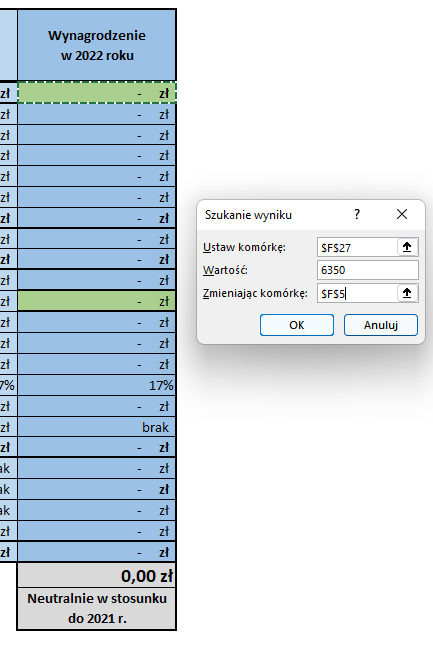 Wynagrodzenie
w 2022 roku
zł - zł
zł - zł
zł - zł
zł - zł
zł - zł
zł - zł
zł - zł
zł - zł
zł - zł
zł - zł
zł - zł
zł - zł
zł - zł
7% 17%
zł - zł
zł brak
zł - zł
ak - zł
ak - zł
ak - zł
zł - zł
zł - zł
0,00 zł
Neutralnie w stosunku
do 2021 r.
Szukanie wyniku ?
Ustaw komórkę: $F$27
Wartość: 6350
Zmieniając komórkę: $F$5
OK Anuluj